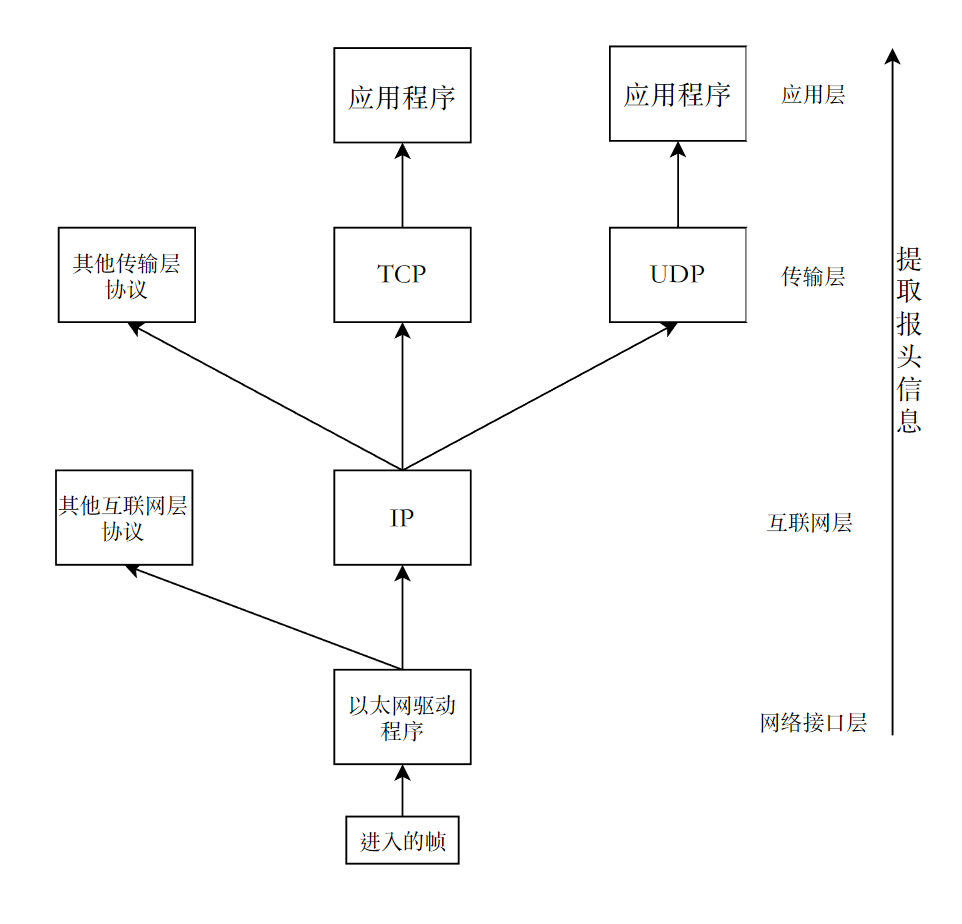 应用程序
应用程序
应用层
其他传输层
协议
TCP
UDP
传输层
提取报头信息
其他互联网层
协议
IP
互联网层
以太网驱动
程序
网络接口层
进入的帧